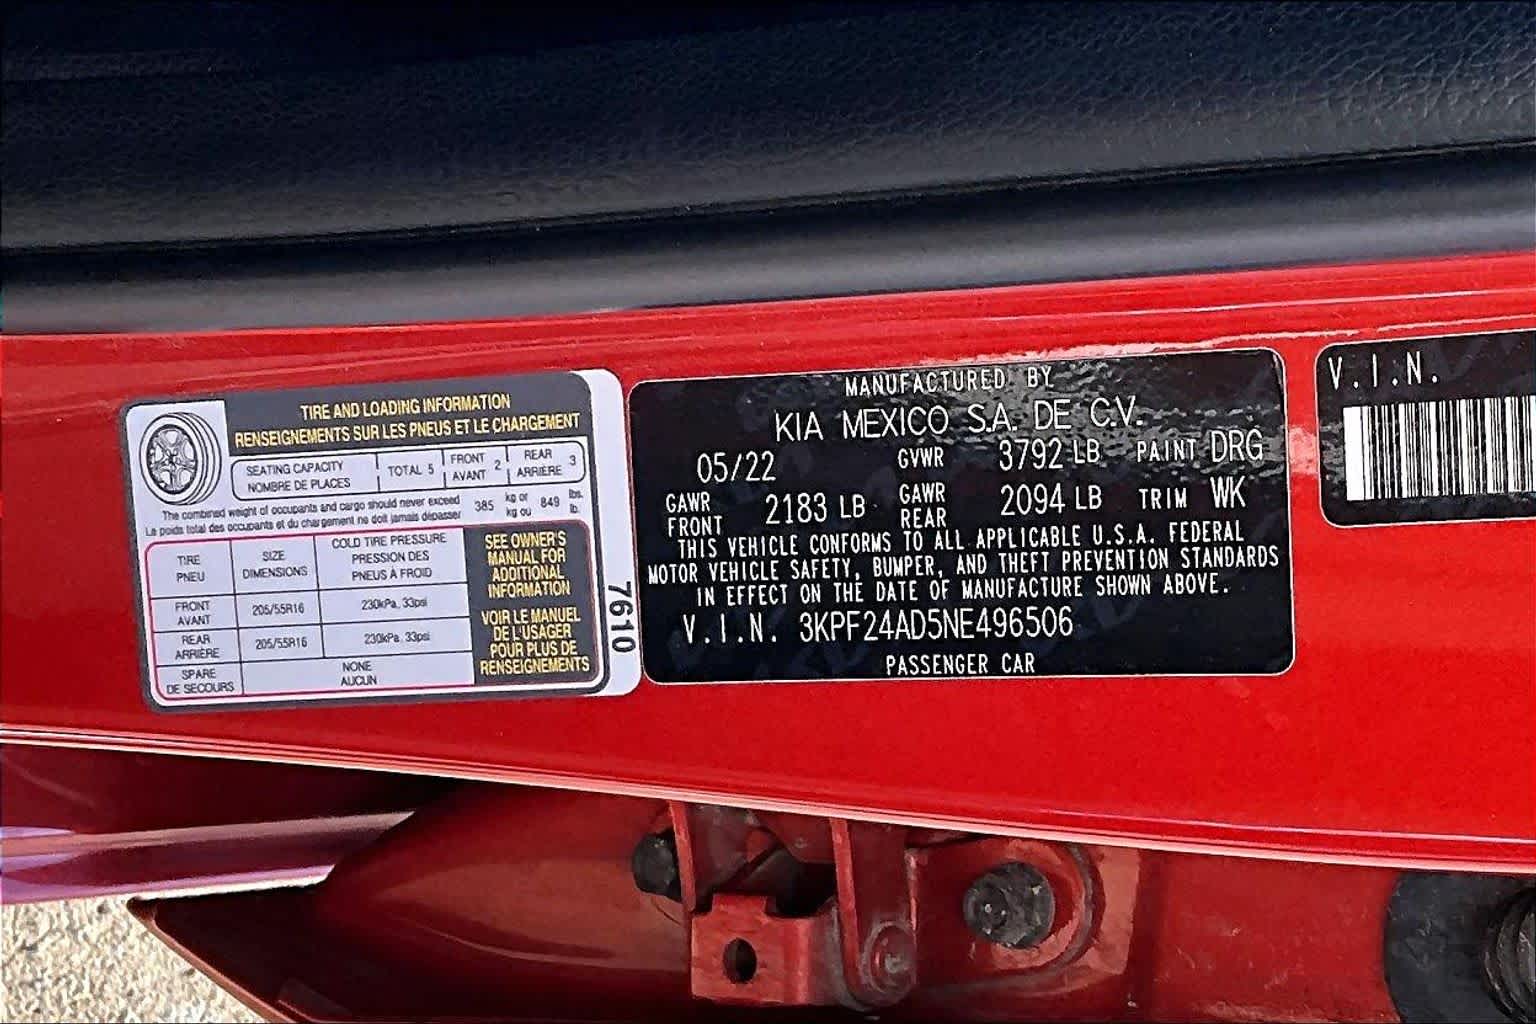 TIRE AND LOADING INFORMATION
RENSEIGNEMENTS SUR LES PNEUS ET LE CHARGEMENT
SEATING CAPACITY
NOMBRE DE PLACES
TOTAL 5
FRONT
AVANT 2
REAR
ARRIÈRE 3
The combined weight of occupants and cargo should never exceed
Le poids total des occupants et du chargement ne doit jamais dépasser
385 kg or 849 lbs.
kg ou lb.
TIRE
PNEU
SIZE
DIMENSIONS
COLD TIRE PRESSURE
PRESSION DES
PNEUS À FROID
FRONT
AVANT
205/55R16
230kPa, 33psi
REAR
ARRIÈRE
205/55R16
230kPa, 33psi
SPARE
DE SECOURS
NONE
AUCUN
SEE OWNER'S
MANUAL FOR
ADDITIONAL
INFORMATION
VOIR LE MANUEL
DE L'USAGER
POUR PLUS DE
RENSEIGNEMENTS
7610
MANUFACTURED BY
KIA MEXICO S.A. DE C.V.
05/22 GVWR 3792 LB PAINT DRG
GAWR FRONT 2183 LB GAWR REAR 2094 LB TRIM WK
THIS VEHICLE CONFORMS TO ALL APPLICABLE U.S.A. FEDERAL
MOTOR VEHICLE SAFETY, BUMPER, AND THEFT PREVENTION STANDARDS
IN EFFECT ON THE DATE OF MANUFACTURE SHOWN ABOVE.
V.I.N. 3KPF24AD5NE496506
PASSENGER CAR
V.I.N.